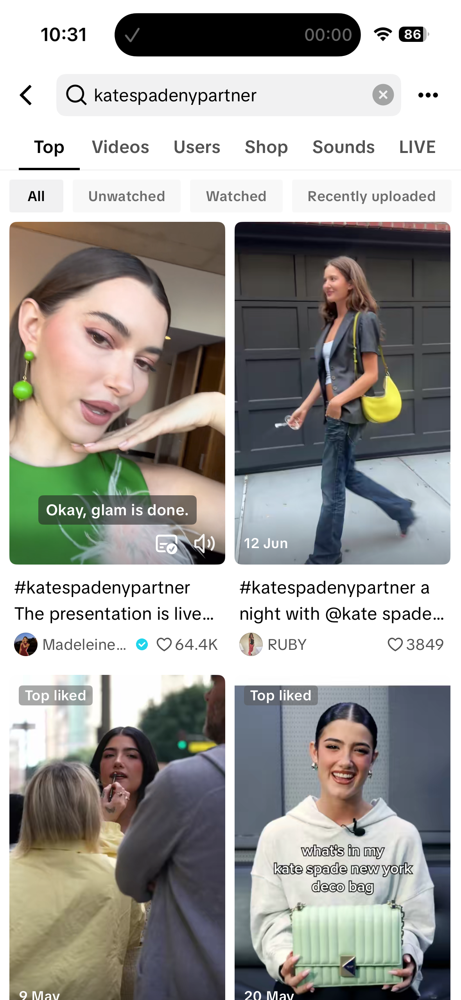 10:31
00:00
86
katespadenypartner
Top
Videos
Users
Shop
Sounds
LIVE
All
Unwatched
Watched
Recently uploaded
Okay, glam is done.
12 Jun
#katespadenypartner
The presentation is live...
Madeleine...
64.4K
#katespadenypartner a
night with @kate spade...
RUBY
3849
Top liked
9 May
Top liked
what's in my
kate spade new york
deco bag
20 May